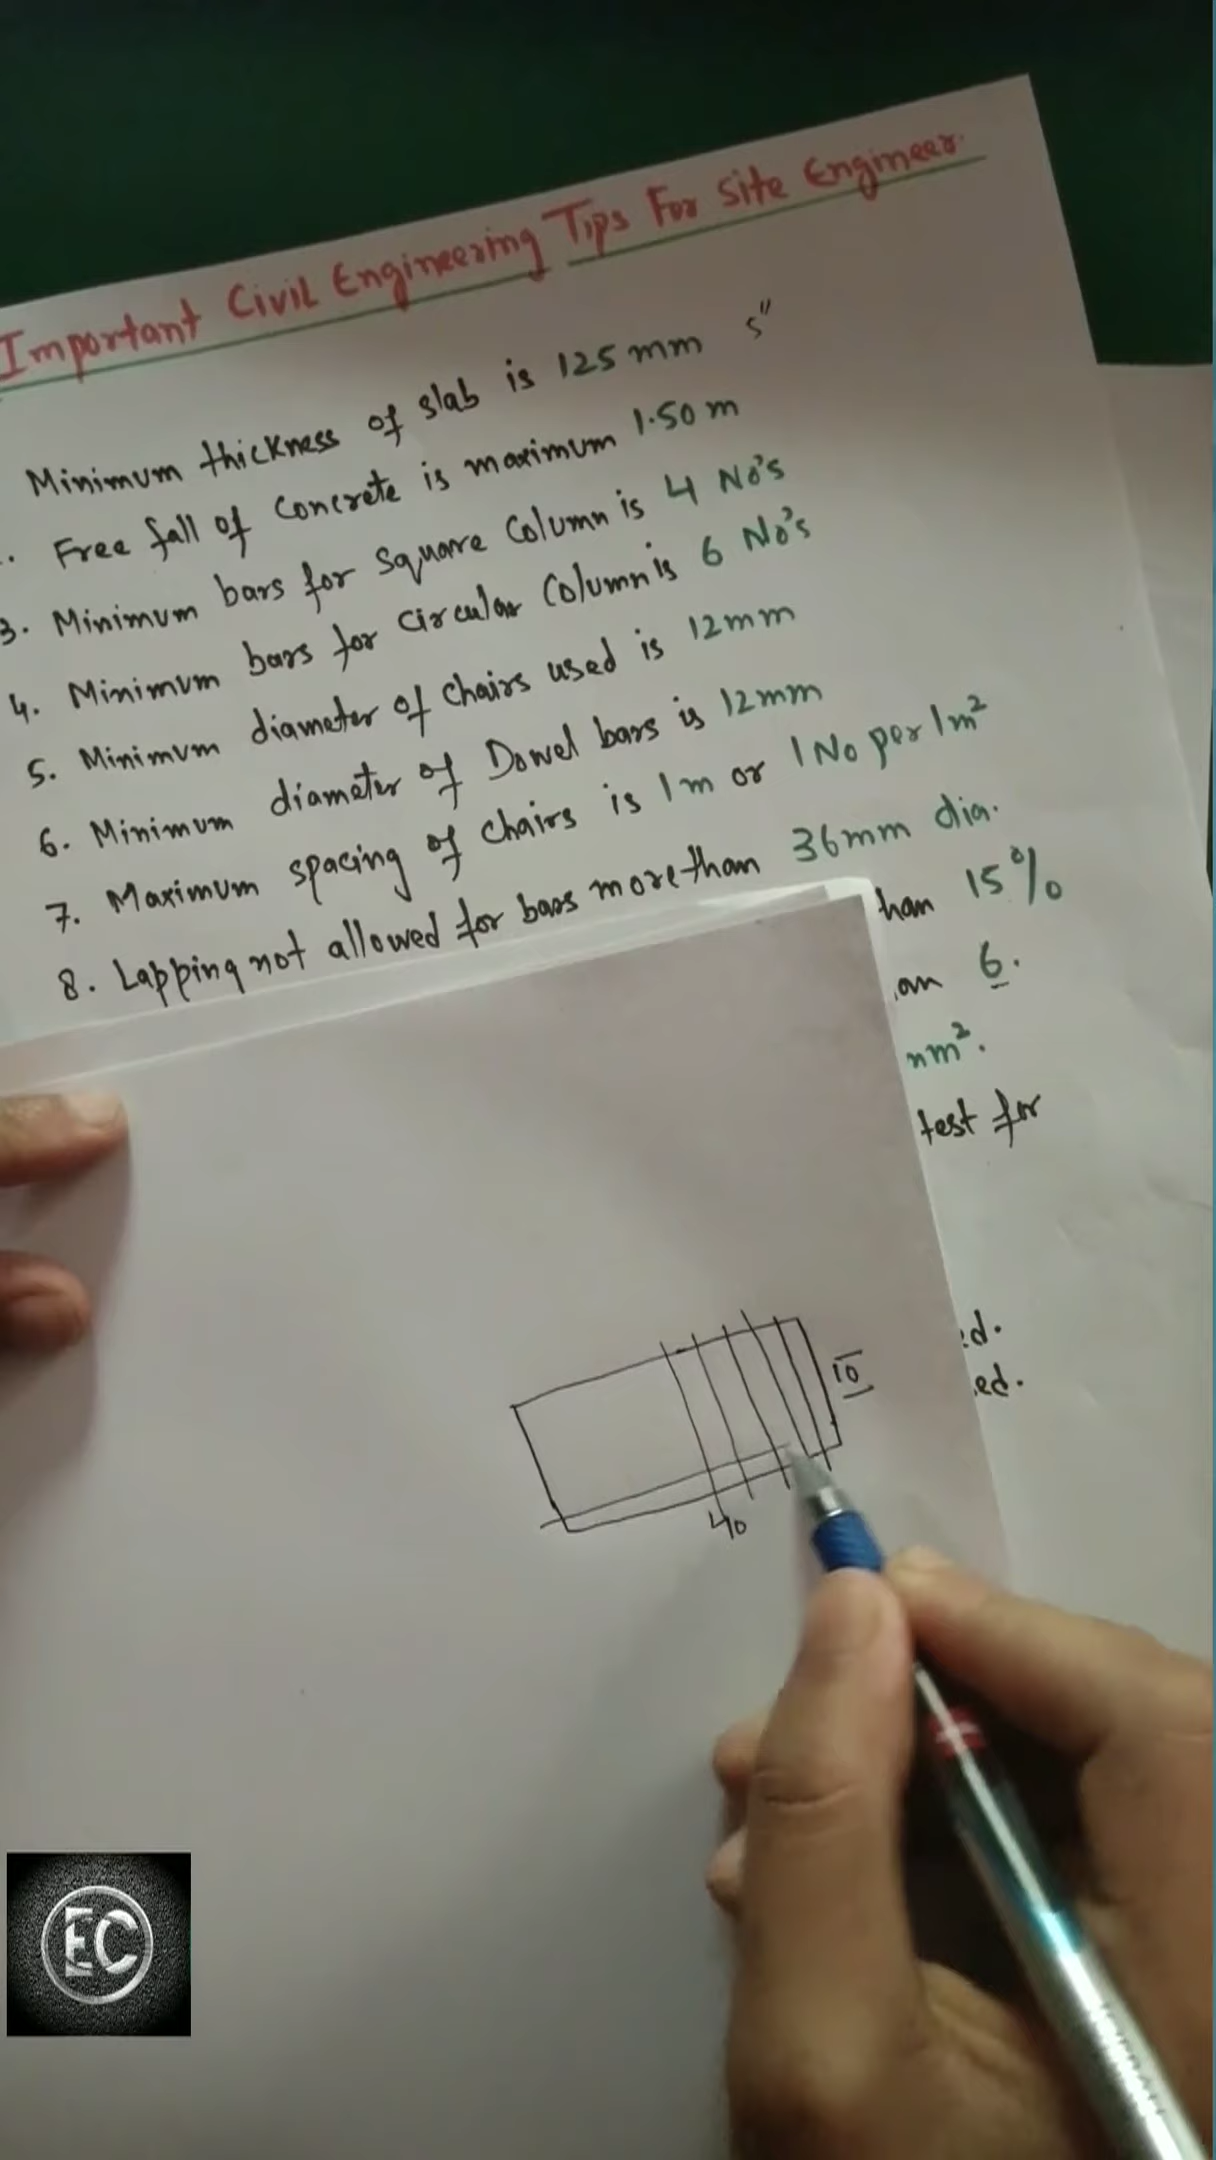 Important Civil Engineering Tips For Site Engineer.
Minimum thickness of slab is 125 mm 5"
. Free fall of Concrete is maximum 1.50 m
3. Minimum bars for Square Column is 4 No's
4. Minimum bars for Circular Column is 6 No's
5. Minimum diameter of Chairs used is 12mm
6. Minimum diameter of Dowel bars is 12mm
7. Maximum spacing of chairs is 1m or 1 No per 1m²
8. Lapping not allowed for bars more than 36mm dia.
han 15%
an 6.
mm².
test for
ed.
ed.
10
40
EC